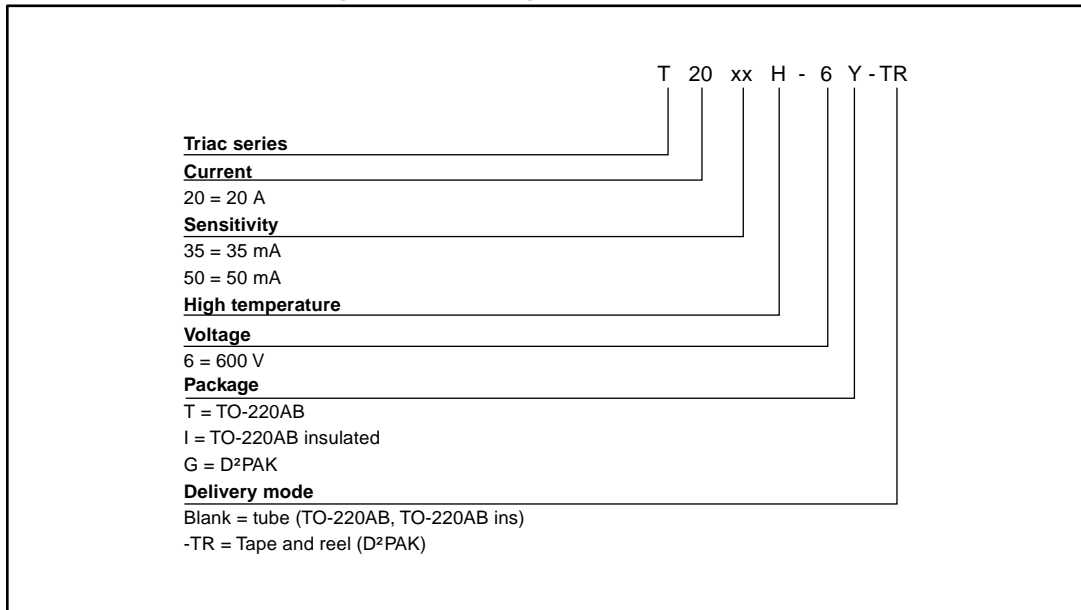 T 20 xx H - 6 Y - TR
Triac series
Current
20 = 20 A
Sensitivity
35 = 35 mA
50 = 50 mA
High temperature
Voltage
6 = 600 V
Package
T = TO-220AB
I = TO-220AB insulated
G = D²PAK
Delivery mode
Blank = tube (TO-220AB, TO-220AB ins)
-TR = Tape and reel (D²PAK)